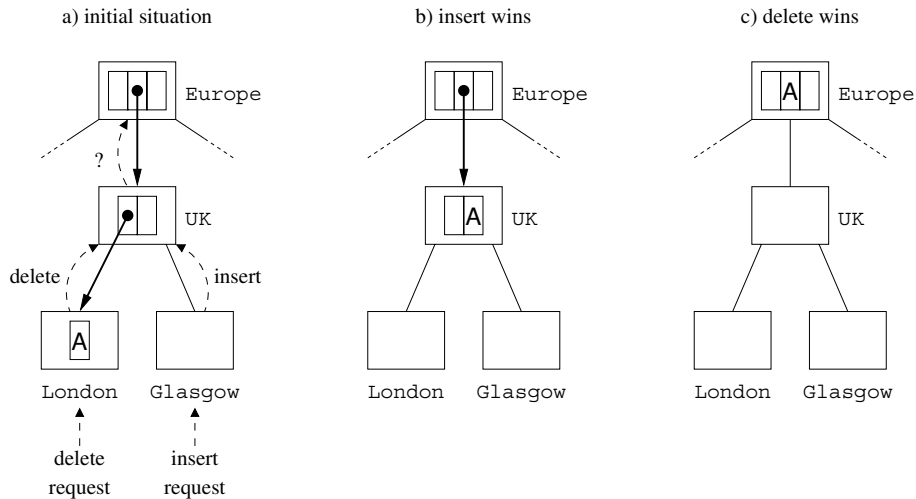 a) initial situation
b) insert wins
c) delete wins
Europe
?
UK
delete
insert
A
London
Glasgow
delete
request
insert
request
Europe
UK
A
London
Glasgow
A
Europe
UK
London
Glasgow